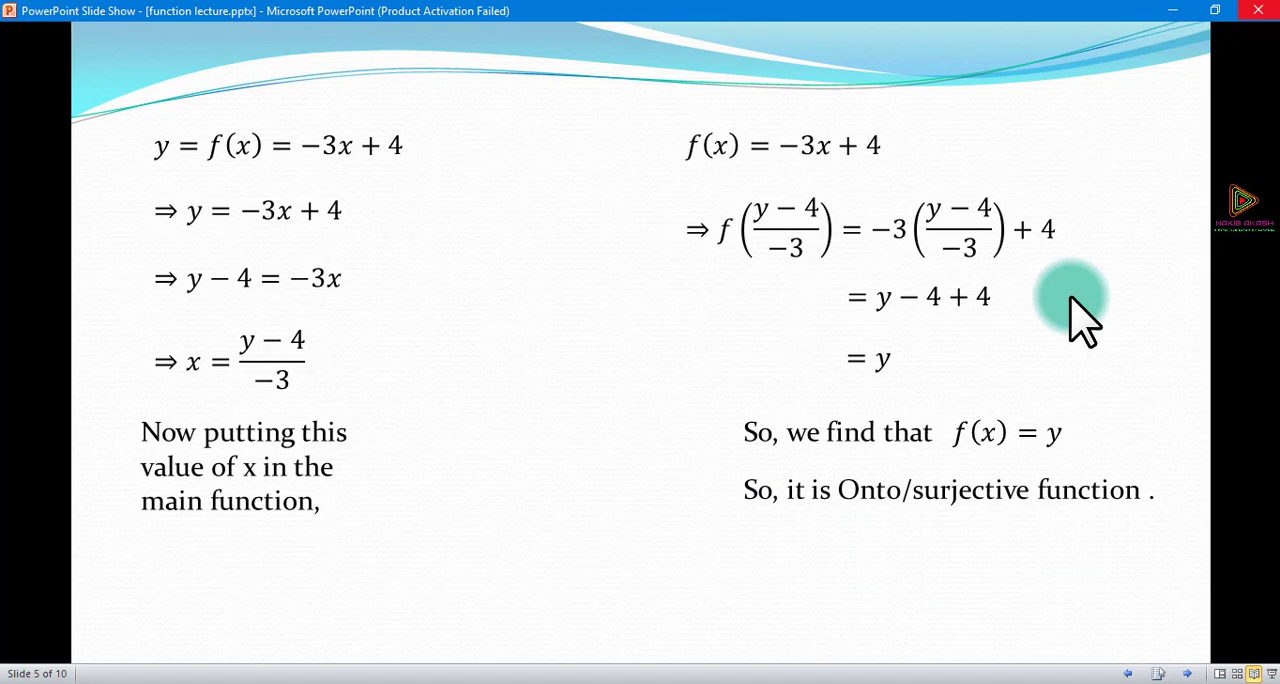 PowerPoint Slide Show - [function lecture.pptx] - Microsoft PowerPoint (Product Activation Failed)
y = f(x) = −3x + 4
⇒ y = −3x + 4
⇒ y − 4 = −3x
⇒ x = (y − 4)/(−3)
Now putting this
value of x in the
main function,
f(x) = −3x + 4
⇒ f((y − 4)/(−3)) = −3((y − 4)/(−3)) + 4
= y − 4 + 4
= y
So, we find that f(x) = y
So, it is Onto/surjective function .
NAKIB AKASH
Slide 5 of 10